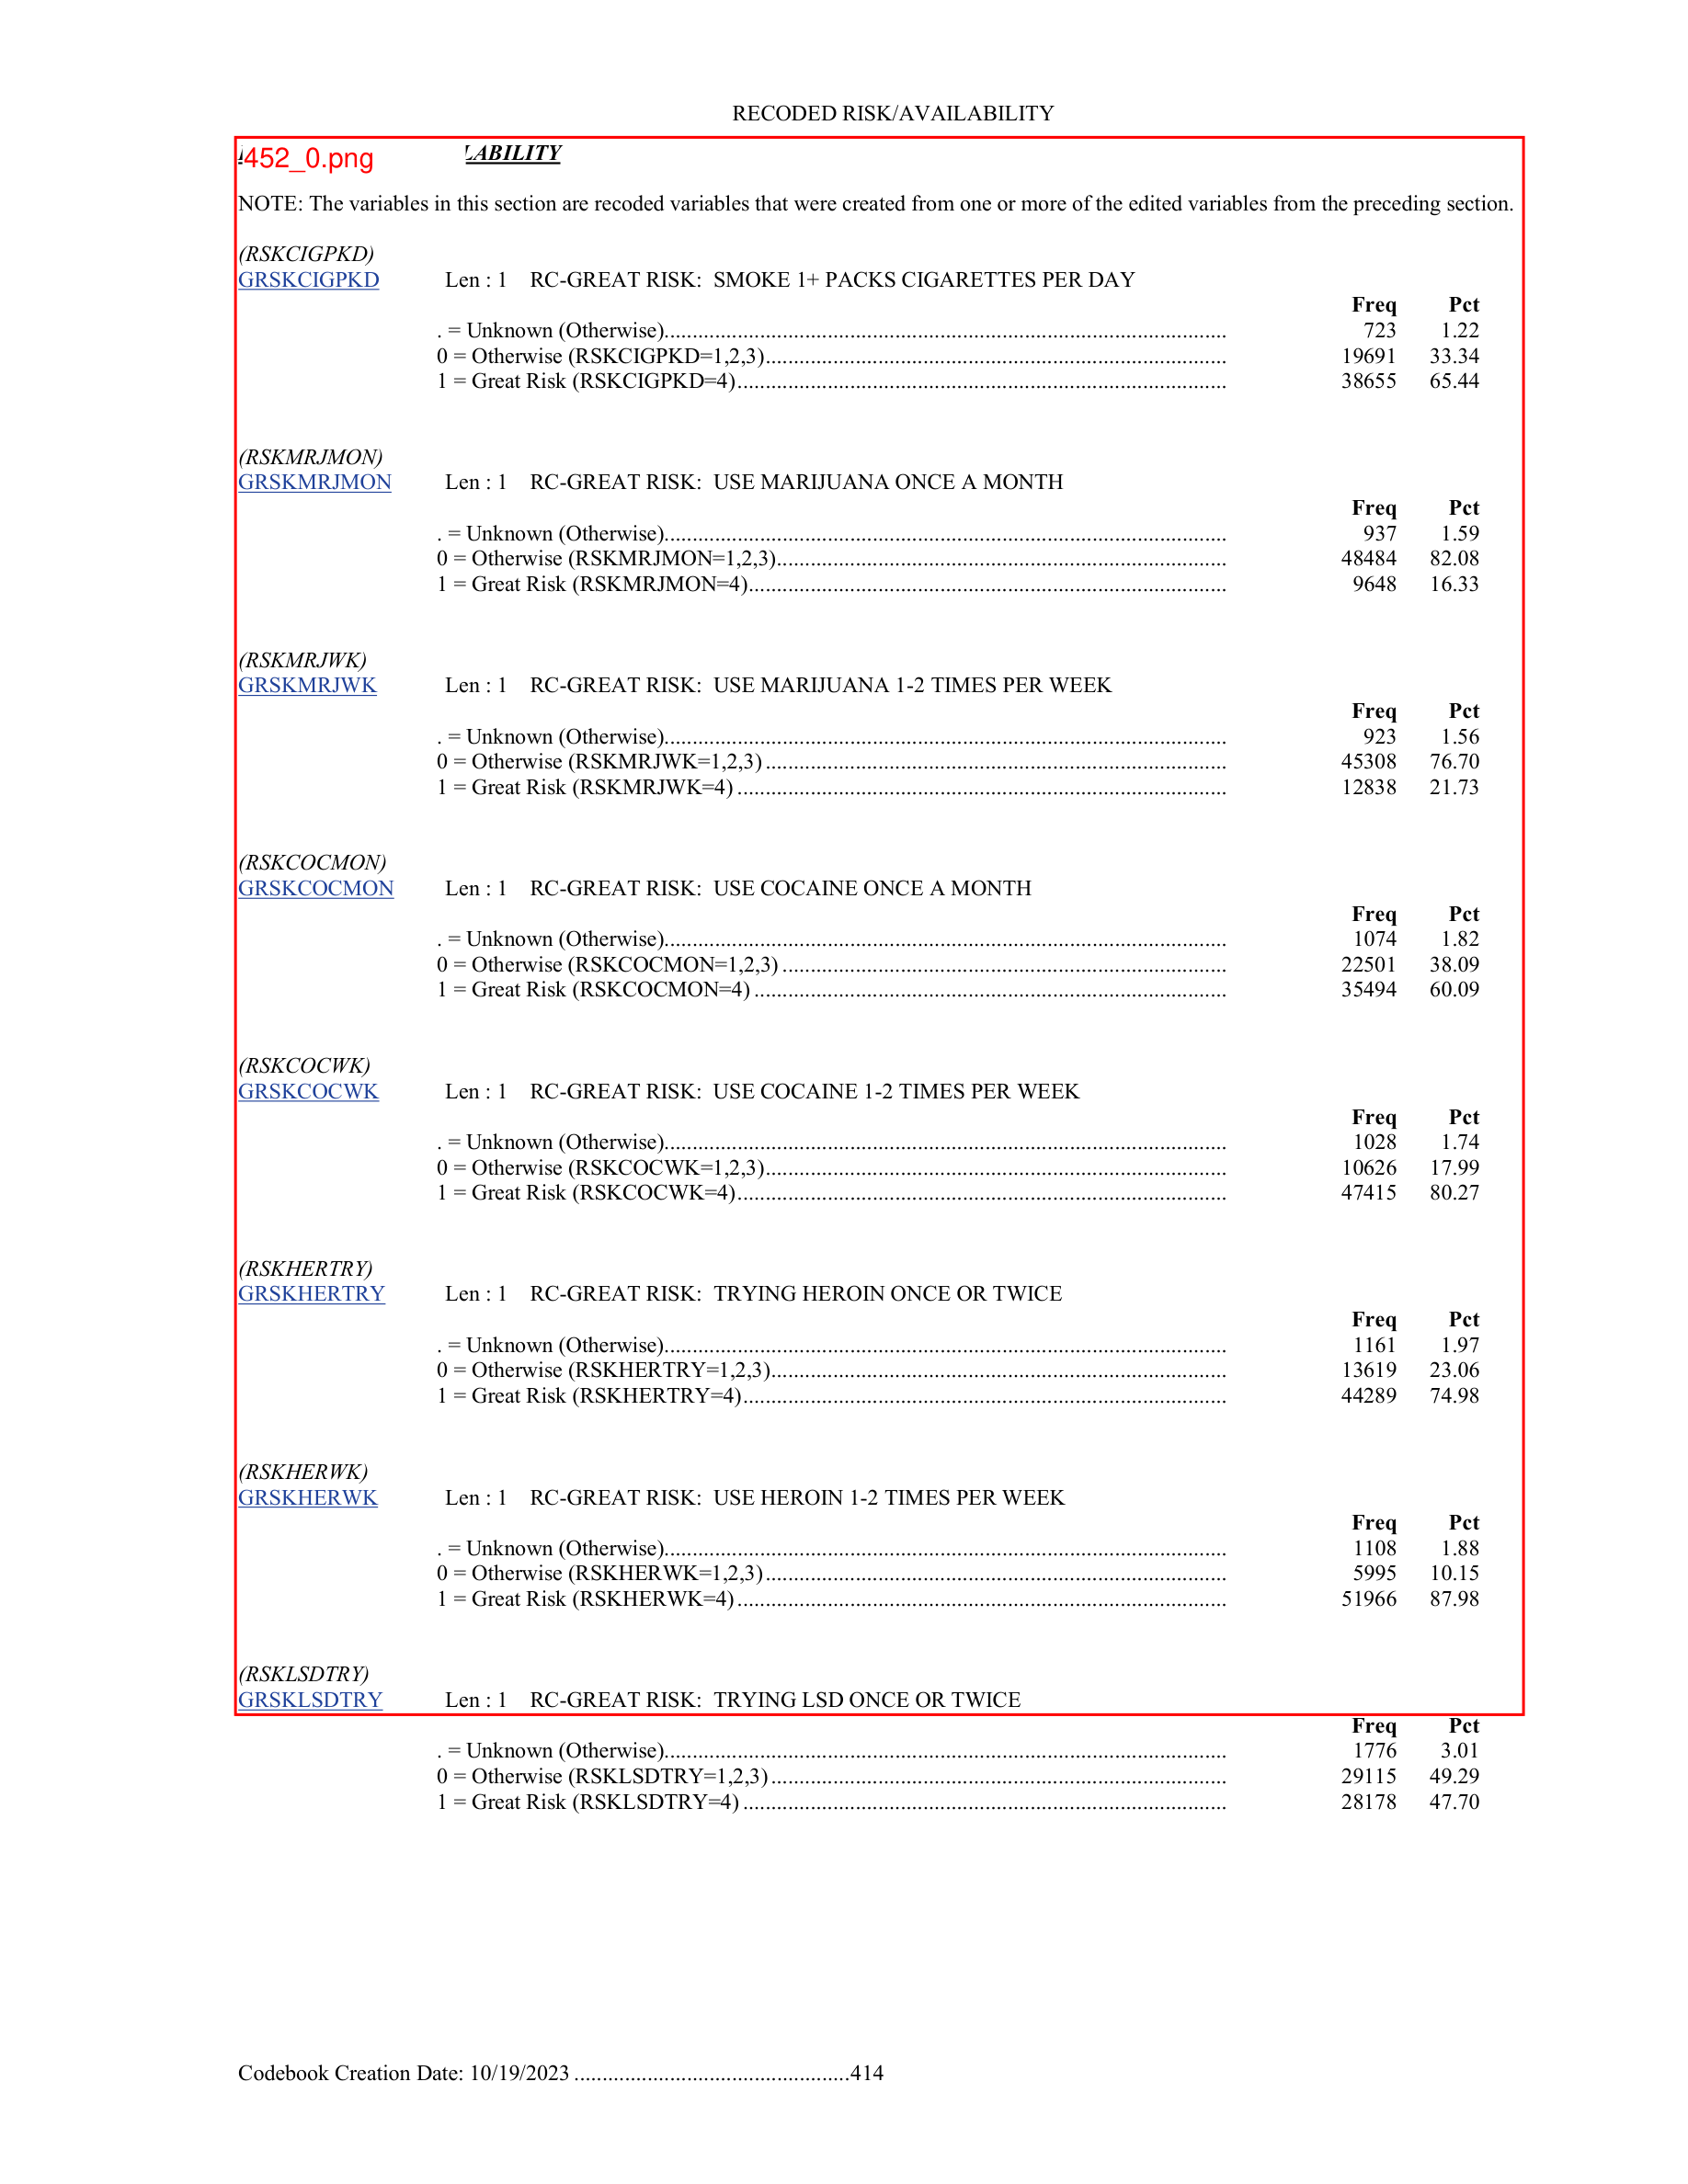 RECODED RISK/AVAILABILITY
452_0.png LABILITY
NOTE: The variables in this section are recoded variables that were created from one or more of the edited variables from the preceding section.
(RSKCIGPKD)
GRSKCIGPKD Len : 1 RC-GREAT RISK: SMOKE 1+ PACKS CIGARETTES PER DAY
Freq Pct
. = Unknown (Otherwise)..................................................................................................... 723 1.22
0 = Otherwise (RSKCIGPKD=1,2,3)................................................................................... 19691 33.34
1 = Great Risk (RSKCIGPKD=4)........................................................................................ 38655 65.44
(RSKMRJMON)
GRSKMRJMON Len : 1 RC-GREAT RISK: USE MARIJUANA ONCE A MONTH
Freq Pct
. = Unknown (Otherwise)..................................................................................................... 937 1.59
0 = Otherwise (RSKMRJMON=1,2,3)................................................................................. 48484 82.08
1 = Great Risk (RSKMRJMON=4)...................................................................................... 9648 16.33
(RSKMRJWK)
GRSKMRJWK Len : 1 RC-GREAT RISK: USE MARIJUANA 1-2 TIMES PER WEEK
Freq Pct
. = Unknown (Otherwise)..................................................................................................... 923 1.56
0 = Otherwise (RSKMRJWK=1,2,3)................................................................................... 45308 76.70
1 = Great Risk (RSKMRJWK=4)........................................................................................ 12838 21.73
(RSKCOCMON)
GRSKCOCMON Len : 1 RC-GREAT RISK: USE COCAINE ONCE A MONTH
Freq Pct
. = Unknown (Otherwise)..................................................................................................... 1074 1.82
0 = Otherwise (RSKCOCMON=1,2,3)................................................................................ 22501 38.09
1 = Great Risk (RSKCOCMON=4)..................................................................................... 35494 60.09
(RSKCOCWK)
GRSKCOCWK Len : 1 RC-GREAT RISK: USE COCAINE 1-2 TIMES PER WEEK
Freq Pct
. = Unknown (Otherwise)..................................................................................................... 1028 1.74
0 = Otherwise (RSKCOCWK=1,2,3)................................................................................... 10626 17.99
1 = Great Risk (RSKCOCWK=4)........................................................................................ 47415 80.27
(RSKHERTRY)
GRSKHERTRY Len : 1 RC-GREAT RISK: TRYING HEROIN ONCE OR TWICE
Freq Pct
. = Unknown (Otherwise)..................................................................................................... 1161 1.97
0 = Otherwise (RSKHERTRY=1,2,3).................................................................................. 13619 23.06
1 = Great Risk (RSKHERTRY=4)....................................................................................... 44289 74.98
(RSKHERWK)
GRSKHERWK Len : 1 RC-GREAT RISK: USE HEROIN 1-2 TIMES PER WEEK
Freq Pct
. = Unknown (Otherwise)..................................................................................................... 1108 1.88
0 = Otherwise (RSKHERWK=1,2,3)................................................................................... 5995 10.15
1 = Great Risk (RSKHERWK=4)........................................................................................ 51966 87.98
(RSKLSDTRY)
GRSKLSDTRY Len : 1 RC-GREAT RISK: TRYING LSD ONCE OR TWICE
Freq Pct
. = Unknown (Otherwise)..................................................................................................... 1776 3.01
0 = Otherwise (RSKLSDTRY=1,2,3).................................................................................. 29115 49.29
1 = Great Risk (RSKLSDTRY=4)....................................................................................... 28178 47.70
Codebook Creation Date: 10/19/2023 .................................................414